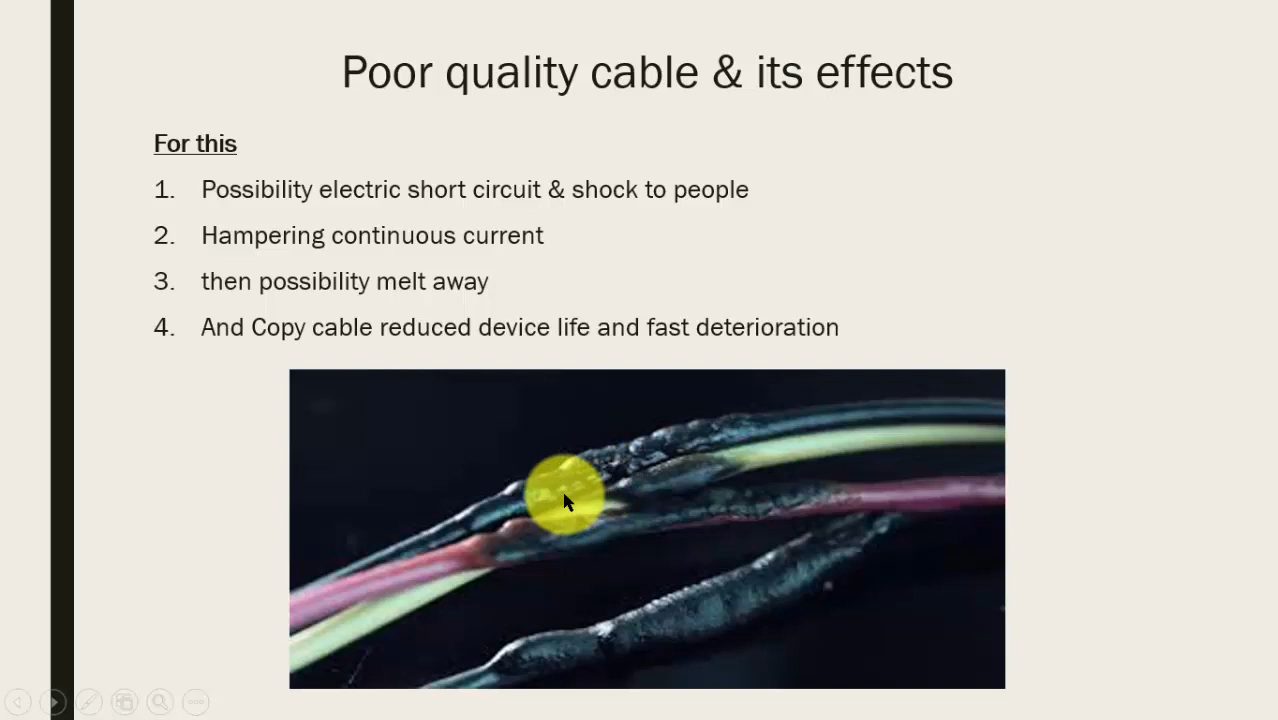 Poor quality cable & its effects
For this
1. Possibility electric short circuit & shock to people
2. Hampering continuous current
3. then possibility melt away
4. And Copy cable reduced device life and fast deterioration